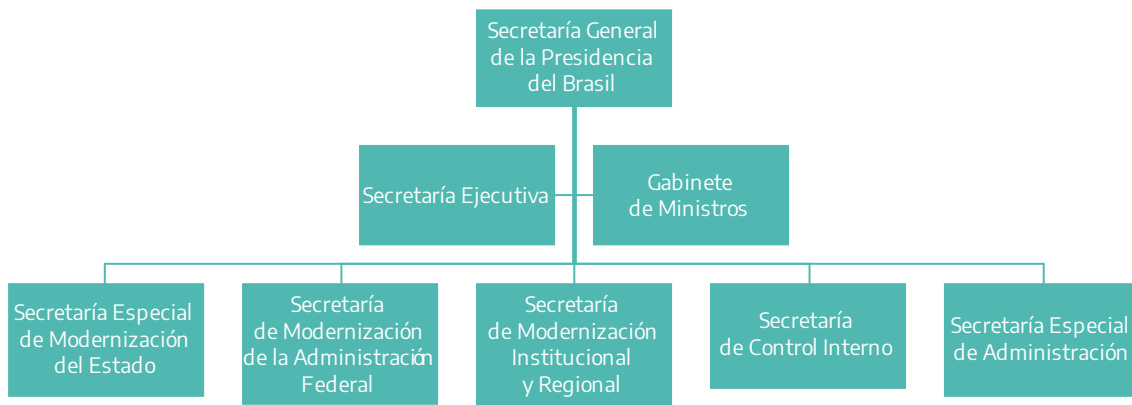 Secretaría General
de la Presidencia
del Brasil
Secretaría Ejecutiva
Gabinete
de Ministros
Secretaría Especial
de Modernización
del Estado
Secretaría
de Modernización
de la Administración
Federal
Secretaría
de Modernización
Institucional
y Regional
Secretaría
de Control Interno
Secretaría Especial
de Administración